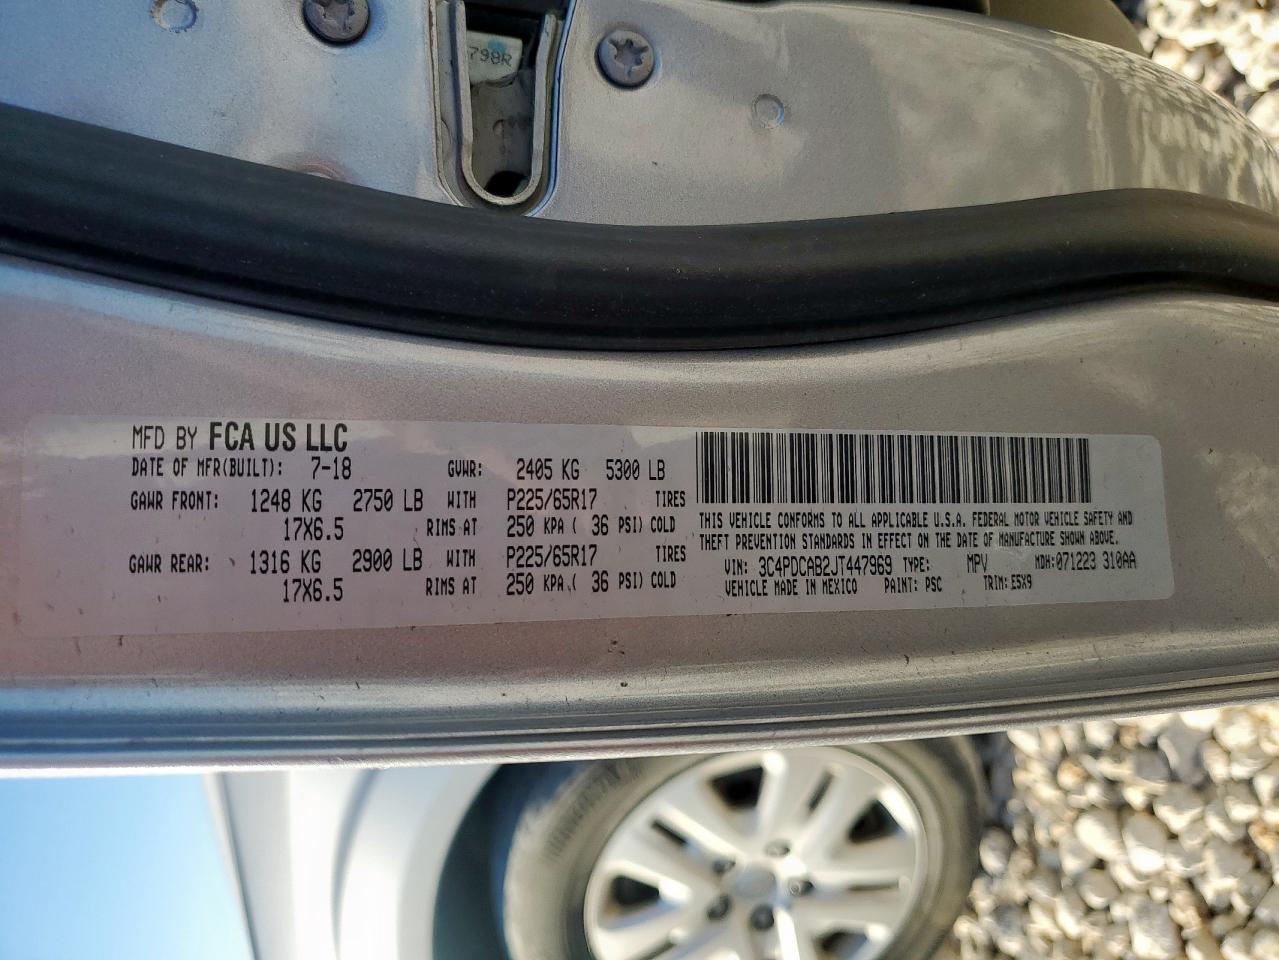 798R
MFD BY FCA US LLC
DATE OF MFR(BUILT): 7-18 GVWR: 2405 KG 5300 LB
GAWR FRONT: 1248 KG 2750 LB WITH P225/65R17 TIRES
17X6.5 RIMS AT 250 KPA ( 36 PSI) COLD
GAWR REAR: 1316 KG 2900 LB WITH P225/65R17 TIRES
17X6.5 RIMS AT 250 KPA ( 36 PSI) COLD
THIS VEHICLE CONFORMS TO ALL APPLICABLE U.S.A. FEDERAL MOTOR VEHICLE SAFETY AND
THEFT PREVENTION STANDARDS IN EFFECT ON THE DATE OF MANUFACTURE SHOWN ABOVE.
VIN: 3C4PDCAB2JT447969 TYPE: MPV MDH:071223 310AA
VEHICLE MADE IN MEXICO PAINT: PSC TRIM: E5X9